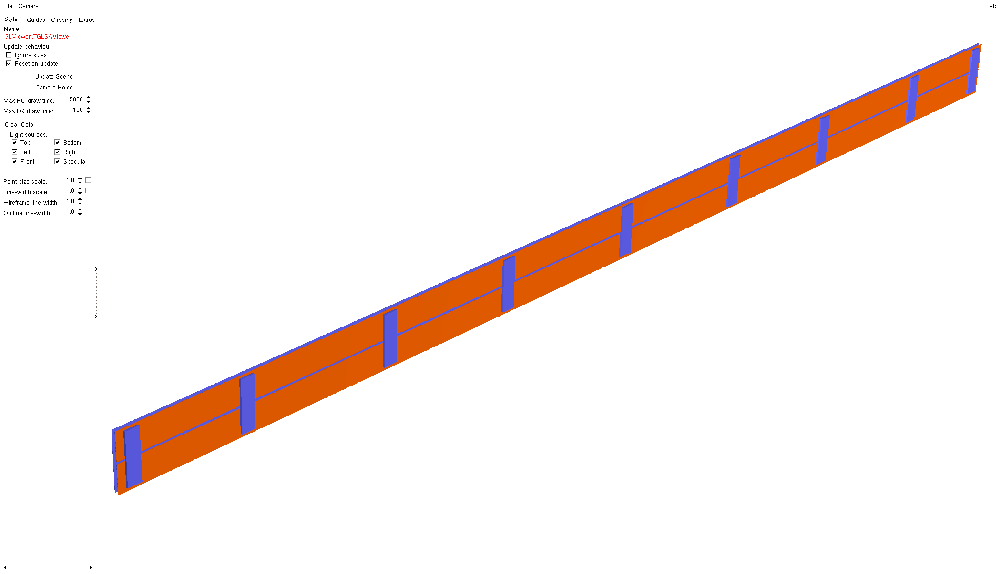 File Camera Help
Style Guides Clipping Extras
Name
GLViewer::TGLSAViewer
Update behaviour
Ignore sizes
Reset on update
Update Scene
Camera Home
Max HQ draw time: 5000
Max LQ draw time: 100
Clear Color
Light sources:
Top Bottom
Left Right
Front Specular
Point-size scale: 1.0
Line-width scale: 1.0
Wireframe line-width: 1.0
Outline line-width: 1.0